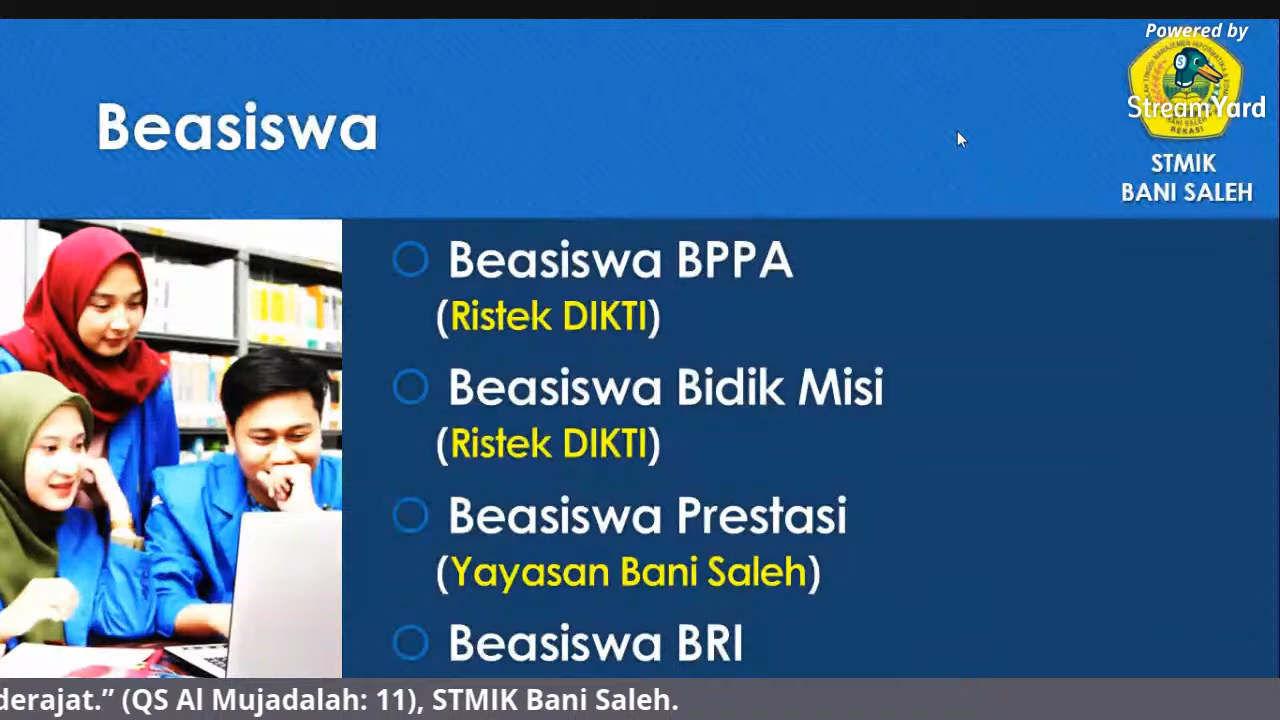 Powered by
StreamYard
BEKASI
STMIK
BANI SALEH
Beasiswa
Beasiswa BPPA
(Ristek DIKTI)
Beasiswa Bidik Misi
(Ristek DIKTI)
Beasiswa Prestasi
(Yayasan Bani Saleh)
Beasiswa BRI
derajat.” (QS Al Mujadalah: 11), STMIK Bani Saleh.